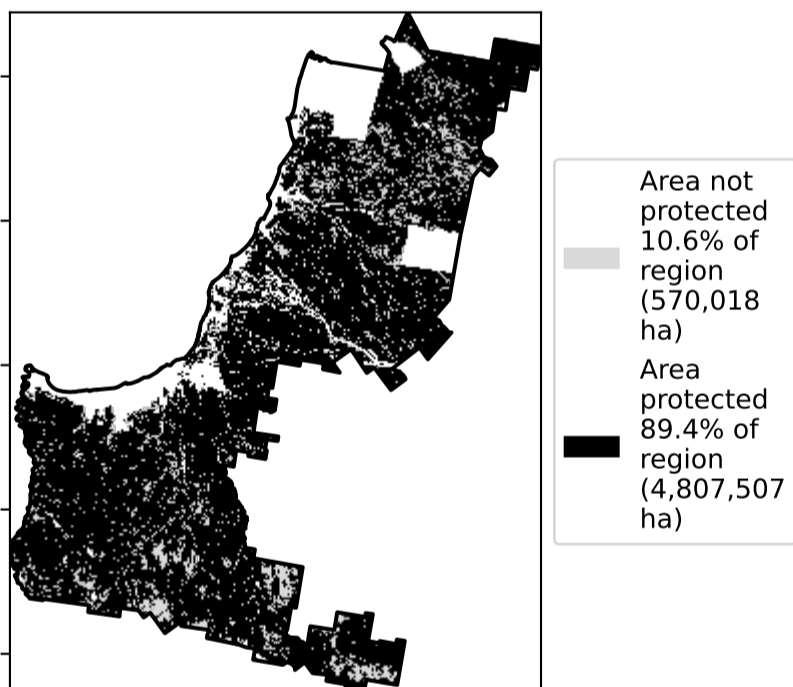 Area not
protected
10.6% of
region
(570,018
ha)
Area
protected
89.4% of
region
(4,807,507
ha)